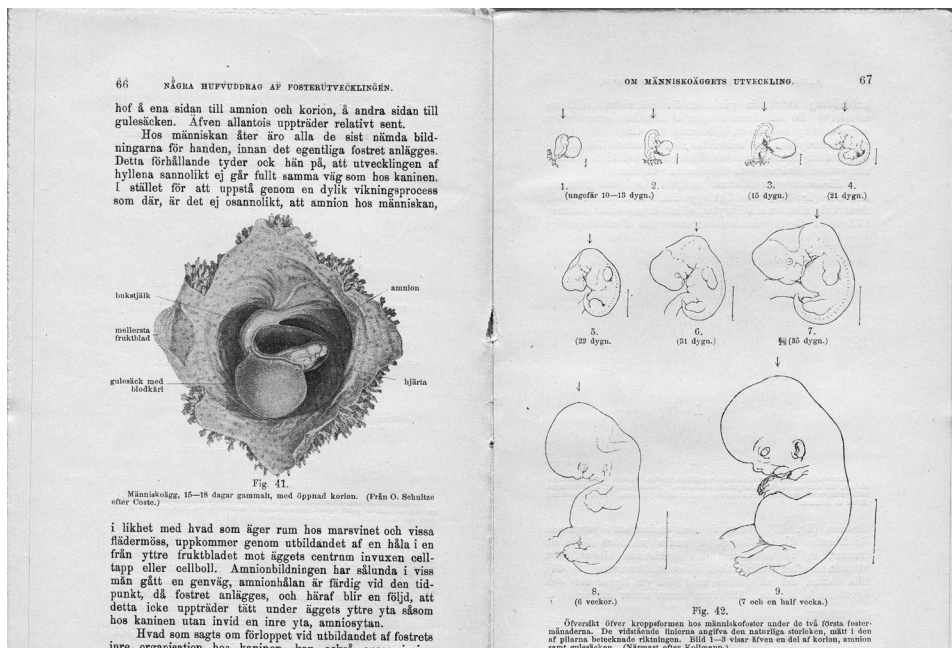 66 NÅGRA HUFVUDDRAG AF FOSTERUTVECKLINGEN.
hof å ena sidan till amnion och korion, å andra sidan till
gulesäcken. Äfven allantois uppträder relativt sent.
Hos människan åter äro alla de sist nämda bild-
ningarna för handen, innan det egentliga fostret anlägges.
Detta förhållande tyder ock hän på, att utvecklingen af
hyllena sannolikt ej går fullt samma väg som hos kaninen.
I stället för att uppstå genom en dylik vikningsprocess
som där, är det ej osannolikt, att amnion hos människan,
bukstjälk
mellersta
fruktblad
gulesäck med
blodkärl
amnion
hjärta
Fig. 41.
Människoägg, 15—18 dagar gammalt, med öppnad korion. (Från O. Schultze
efter Coste.)
i likhet med hvad som äger rum hos marsvinet och vissa
flädermöss, uppkommer genom utbildandet af en håla i en
från yttre fruktbladet mot äggets centrum invuxen cell-
tapp eller cellboll. Amnionbildningen har sålunda i viss
mån gått en genväg, amnionhålan är färdig vid den tid-
punkt, då fostret anlägges, och häraf blir en följd, att
detta icke uppträder tätt under äggets yttre yta såsom
hos kaninen utan invid en inre yta, amniosytan.
Hvad som sagts om förloppet vid utbildandet af fostrets
inre organisation hos kaninen, kan också
OM MÄNNISKOÄGGETS UTVECKLING. 67
1. 2. 3. 4.
(ungefär 10—13 dygn.) (15 dygn.) (21 dygn.)
5. 6. 7.
(22 dygn. (31 dygn.) (35 dygn.)
8. 9.
(6 veckor.) (7 och en half vecka.)
Fig. 42.
Öfversikt öfver kroppsformen hos människofoster under de två första foster-
månaderna. De vidstående linierna angifva den naturliga storleken, mätt i den
af pilarna betecknade riktningen. Bild 1—3 visar äfven en del af korion, amnion
samt gulesäcken. (Närmast efter Kollmann.)